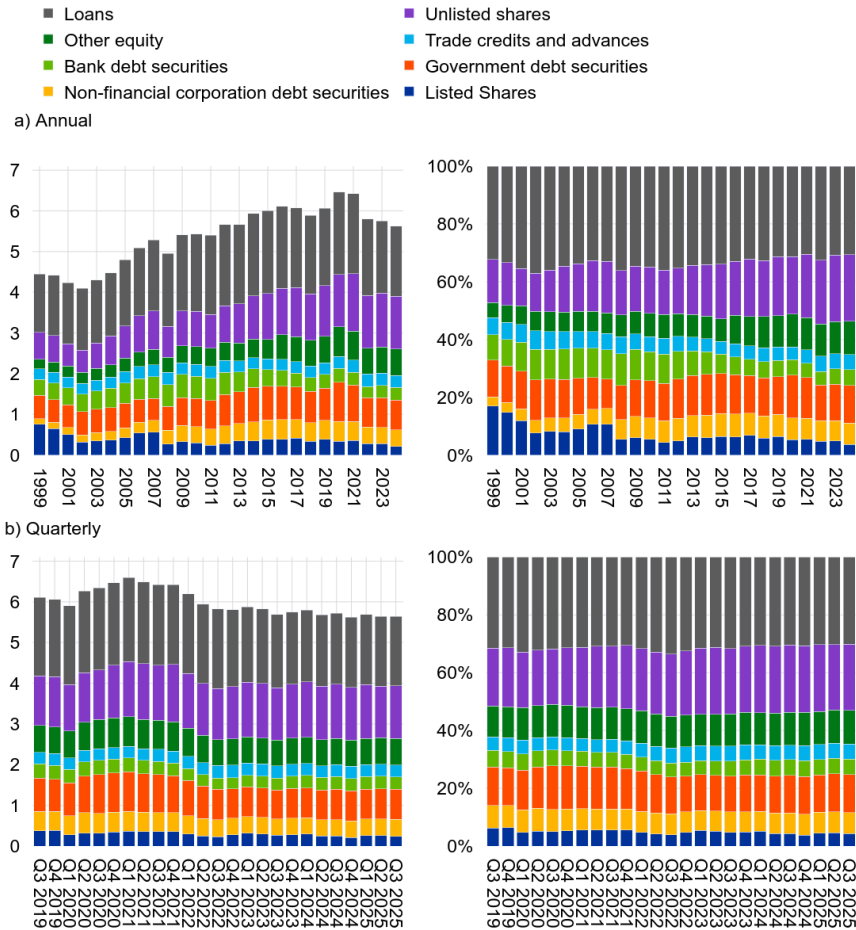 Loans
Unlisted shares
Other equity
Trade credits and advances
Bank debt securities
Government debt securities
Non-financial corporation debt securities
Listed Shares
a) Annual
7
6
5
4
3
2
1
0
1999
2001
2003
2005
2007
2009
2011
2013
2015
2017
2019
2021
2023
100%
80%
60%
40%
20%
0%
1999
2001
2003
2005
2007
2009
2011
2013
2015
2017
2019
2021
2023
b) Quarterly
7
6
5
4
3
2
1
0
Q3 2019
Q4 2019
Q1 2020
Q2 2020
Q3 2020
Q4 2020
Q1 2021
Q2 2021
Q3 2021
Q4 2021
Q1 2022
Q2 2022
Q3 2022
Q4 2022
Q1 2023
Q2 2023
Q3 2023
Q4 2023
Q1 2024
Q2 2024
Q3 2024
Q4 2024
Q1 2025
Q2 2025
Q3 2025
100%
80%
60%
40%
20%
0%
Q3 2019
Q4 2019
Q1 2020
Q2 2020
Q3 2020
Q4 2020
Q1 2021
Q2 2021
Q3 2021
Q4 2021
Q1 2022
Q2 2022
Q3 2022
Q4 2022
Q1 2023
Q2 2023
Q3 2023
Q4 2023
Q1 2024
Q2 2024
Q3 2024
Q4 2024
Q1 2025
Q2 2025
Q3 2025